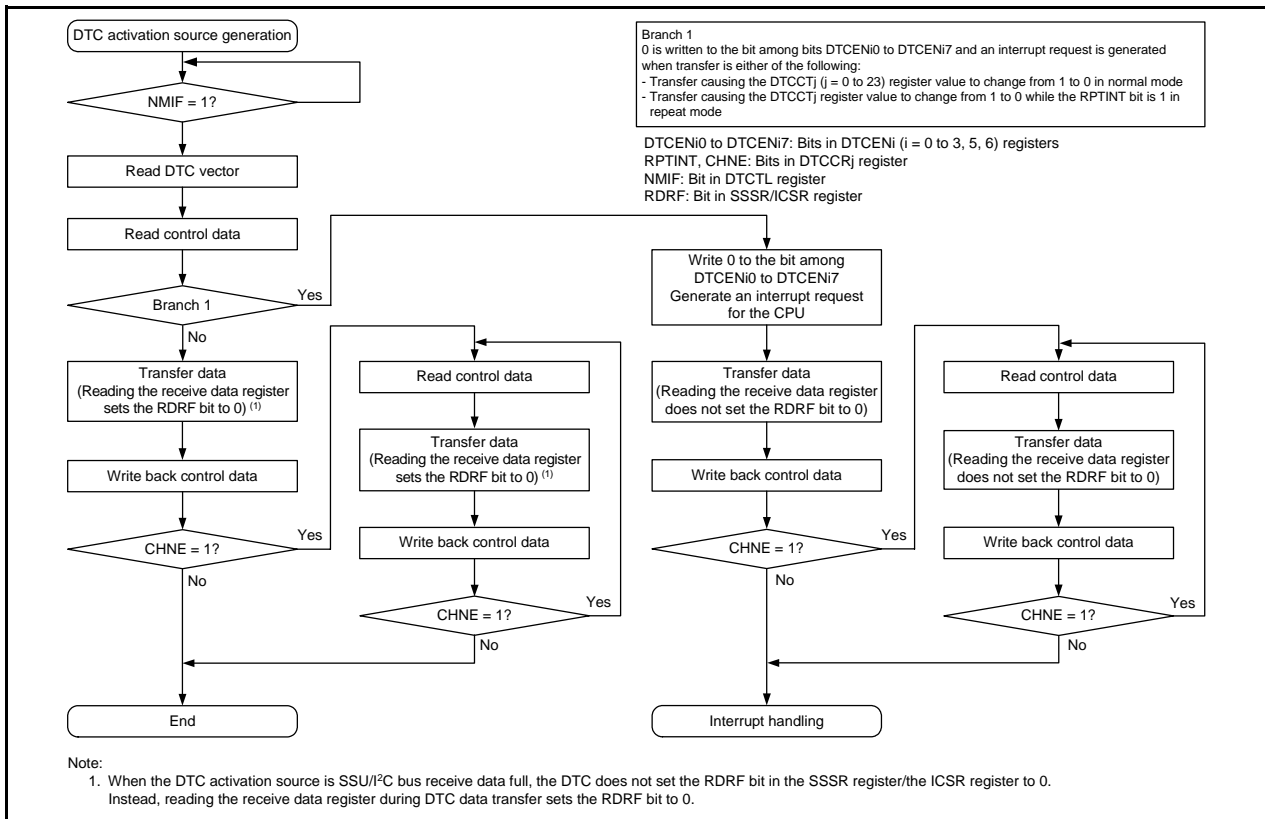 DTC activation source generation
NMIF = 1?
Read DTC vector
Read control data
Branch 1
Yes
No
Transfer data
(Reading the receive data register
sets the RDRF bit to 0) (1)
Write back control data
CHNE = 1?
Yes
No
End
Read control data
Transfer data
(Reading the receive data register
sets the RDRF bit to 0) (1)
Write back control data
CHNE = 1?
Yes
No
Branch 1
0 is written to the bit among bits DTCENi0 to DTCENi7 and an interrupt request is generated
when transfer is either of the following:
- Transfer causing the DTCCTj (j = 0 to 23) register value to change from 1 to 0 in normal mode
- Transfer causing the DTCCTj register value to change from 1 to 0 while the RPTINT bit is 1 in
repeat mode
DTCENi0 to DTCENi7: Bits in DTCENi (i = 0 to 3, 5, 6) registers
RPTINT, CHNE: Bits in DTCCRj register
NMIF: Bit in DTCTL register
RDRF: Bit in SSSR/ICSR register
Write 0 to the bit among
DTCENi0 to DTCENi7
Generate an interrupt request
for the CPU
Transfer data
(Reading the receive data register
does not set the RDRF bit to 0)
Write back control data
CHNE = 1?
Yes
No
Interrupt handling
Read control data
Transfer data
(Reading the receive data register
does not set the RDRF bit to 0)
Write back control data
CHNE = 1?
Yes
No
Note:
1. When the DTC activation source is SSU/I²C bus receive data full, the DTC does not set the RDRF bit in the SSSR register/the ICSR register to 0.
Instead, reading the receive data register during DTC data transfer sets the RDRF bit to 0.